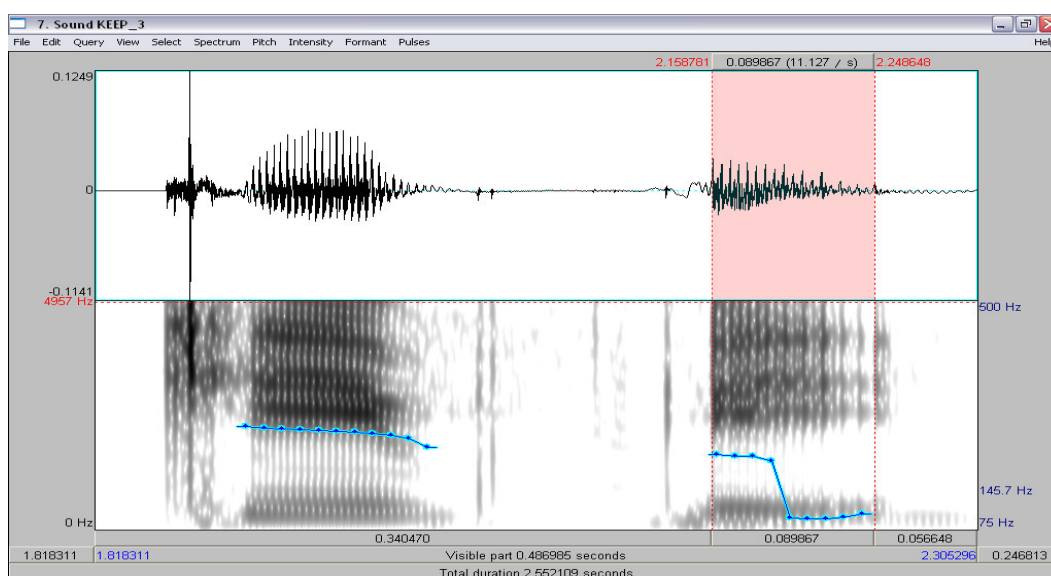 7. Sound KEEP_3
File Edit Query View Select Spectrum Pitch Intensity Formant Pulses Help
2.158781 0.089867 (11.127 / s) 2.248648
0.1249
0
-0.1141
4957 Hz 500 Hz
145.7 Hz
0 Hz 75 Hz
0.340470 0.089867 0.056648
1.818311 1.818311 Visible part 0.486985 seconds 2.305296 0.246813
Total duration 2.552109 seconds